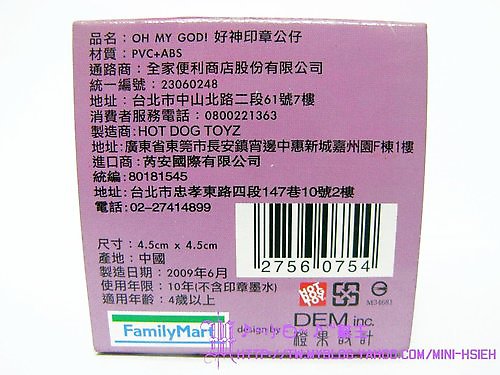 品名：OH MY GOD! 好神印章公仔
材質：PVC+ABS
通路商：全家便利商店股份有限公司
統一編號：23060248
地址：台北市中山北路二段61號7樓
消費者服務電話：0800221363
製造商：HOT DOG TOYZ
地址：廣東省東莞市長安鎮宵邊中惠新城嘉州園F棟1樓
進口商：芮安國際有限公司
統編：80181545
地址：台北市忠孝東路四段147巷10號2樓
電話：02-27414899
尺寸：4.5cm x 4.5cm
產地：中國
製造日期：2009年6月
使用年限：10年(不含印章墨水)
適用年齡：4歲以上
2756 0754
HOT DOG
M34681
FamilyMart
design by
DEM inc.
橙果設計